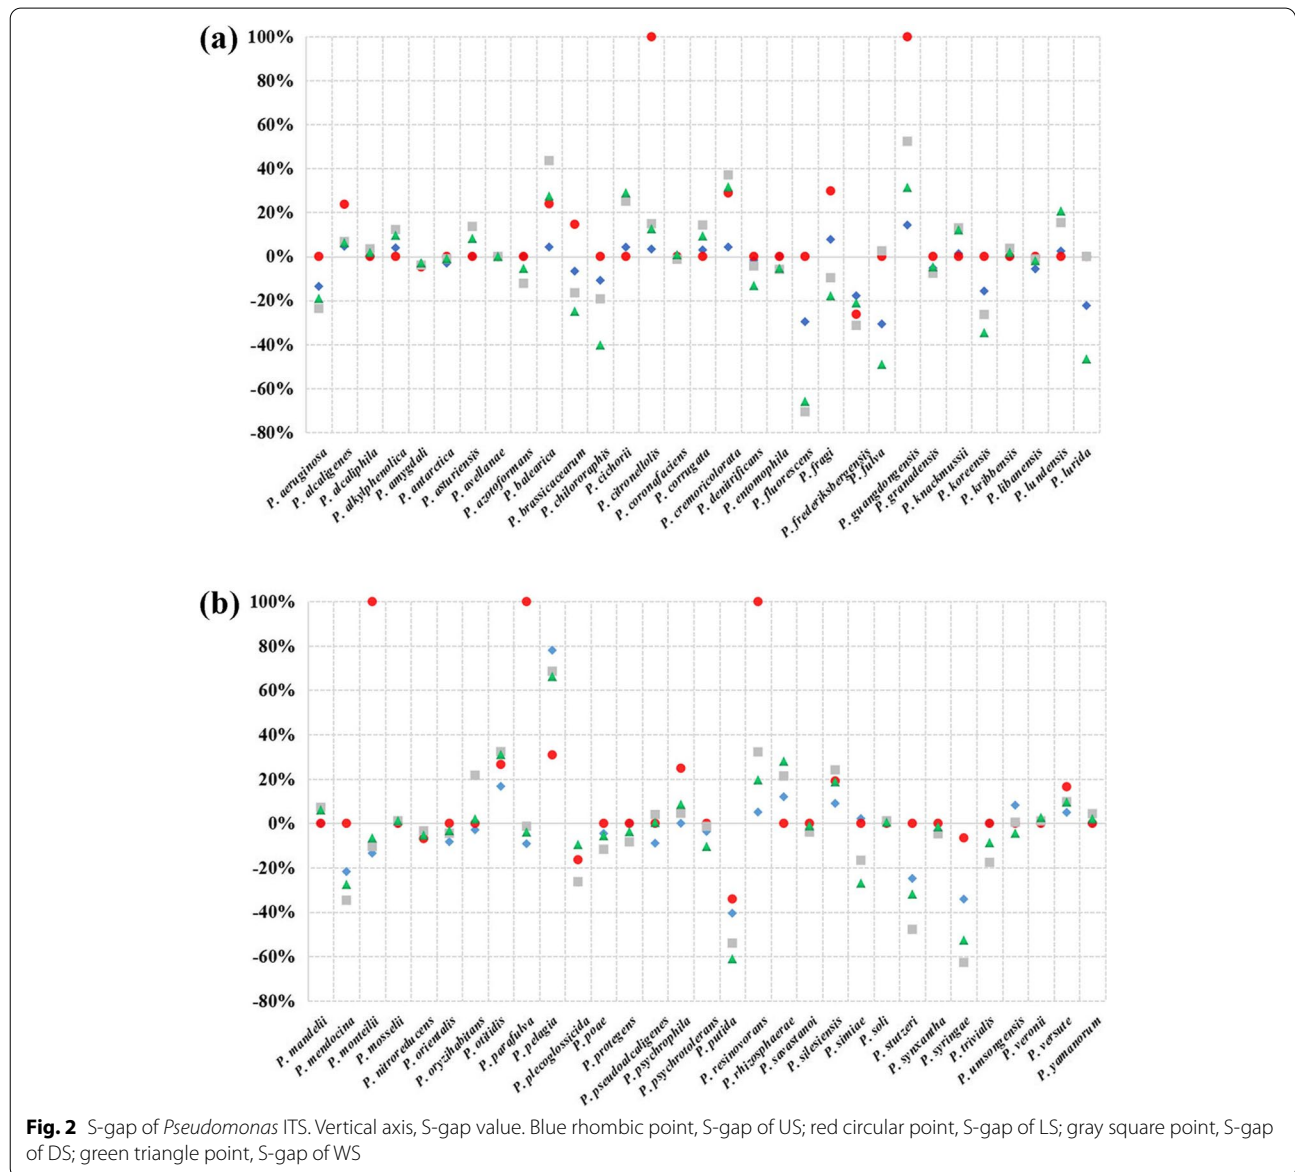 (a)
100%
80%
60%
40%
20%
0%
-20%
-40%
-60%
-80%
P. aeruginosa
P. alcaligenes
P. alcaliphila
P. alkylphenolica
P. amygdali
P. antarctica
P. asturiensis
P. avellanae
P. azotoformans
P. balearica
P. brassicacearum
P. chilororaphis
P. cichorii
P. citronellolis
P. coronafaciens
P. corrugata
P. cremoricolorata
P. denitrificans
P. entomophila
P. fluorescens
P. fragi
P. frederiksbergensis
P. fulva
P. guangdongensis
P. granadensis
P. knackmussii
P. koreensis
P. kribbensis
P. libanensis
P. lundensis
P. lurida
(b)
100%
80%
60%
40%
20%
0%
-20%
-40%
-60%
-80%
P. mandelii
P. mendocina
P. monteilii
P. mosselii
P. nitroreducens
P. orientalis
P. oryzihabitans
P. otitidis
P. parafulva
P. pelagia
P. plecoglossicida
P. poae
P. protegens
P. pseudoalcaligenes
P. psychrophila
P. psychrotolerans
P. putida
P. resinovorans
P. rhizosphaerae
P. savastanoi
P. silesiensis
P. simiae
P. soli
P. stutzeri
P. synxantha
P. syringae
P. trividis
P. umsongensis
P. veronii
P. versute
P. yamanorum
Fig. 2 S-gap of Pseudomonas ITS. Vertical axis, S-gap value. Blue rhombic point, S-gap of US; red circular point, S-gap of LS; gray square point, S-gap
of DS; green triangle point, S-gap of WS